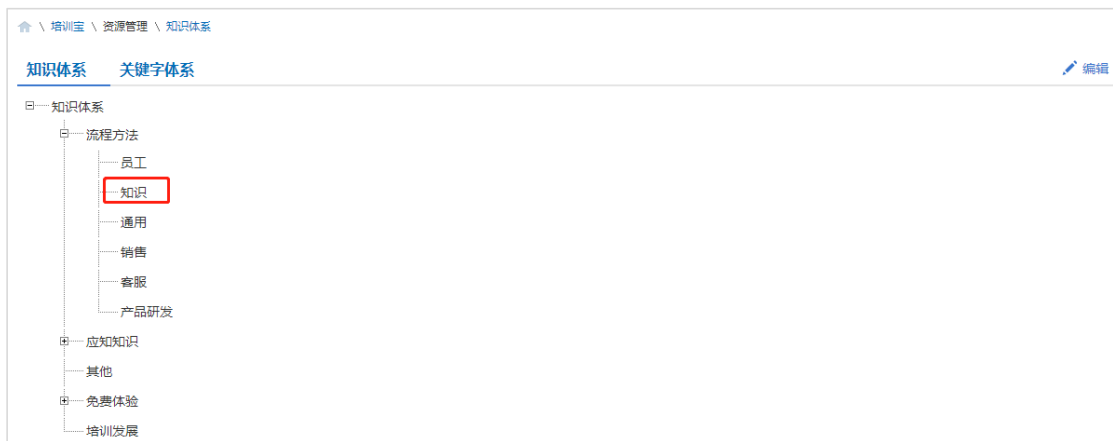 \ 培训宝 \ 资源管理 \ 知识体系
知识体系 关键字体系 编辑
知识体系
流程方法
员工
知识
通用
销售
客服
产品研发
应知知识
其他
免费体验
培训发展